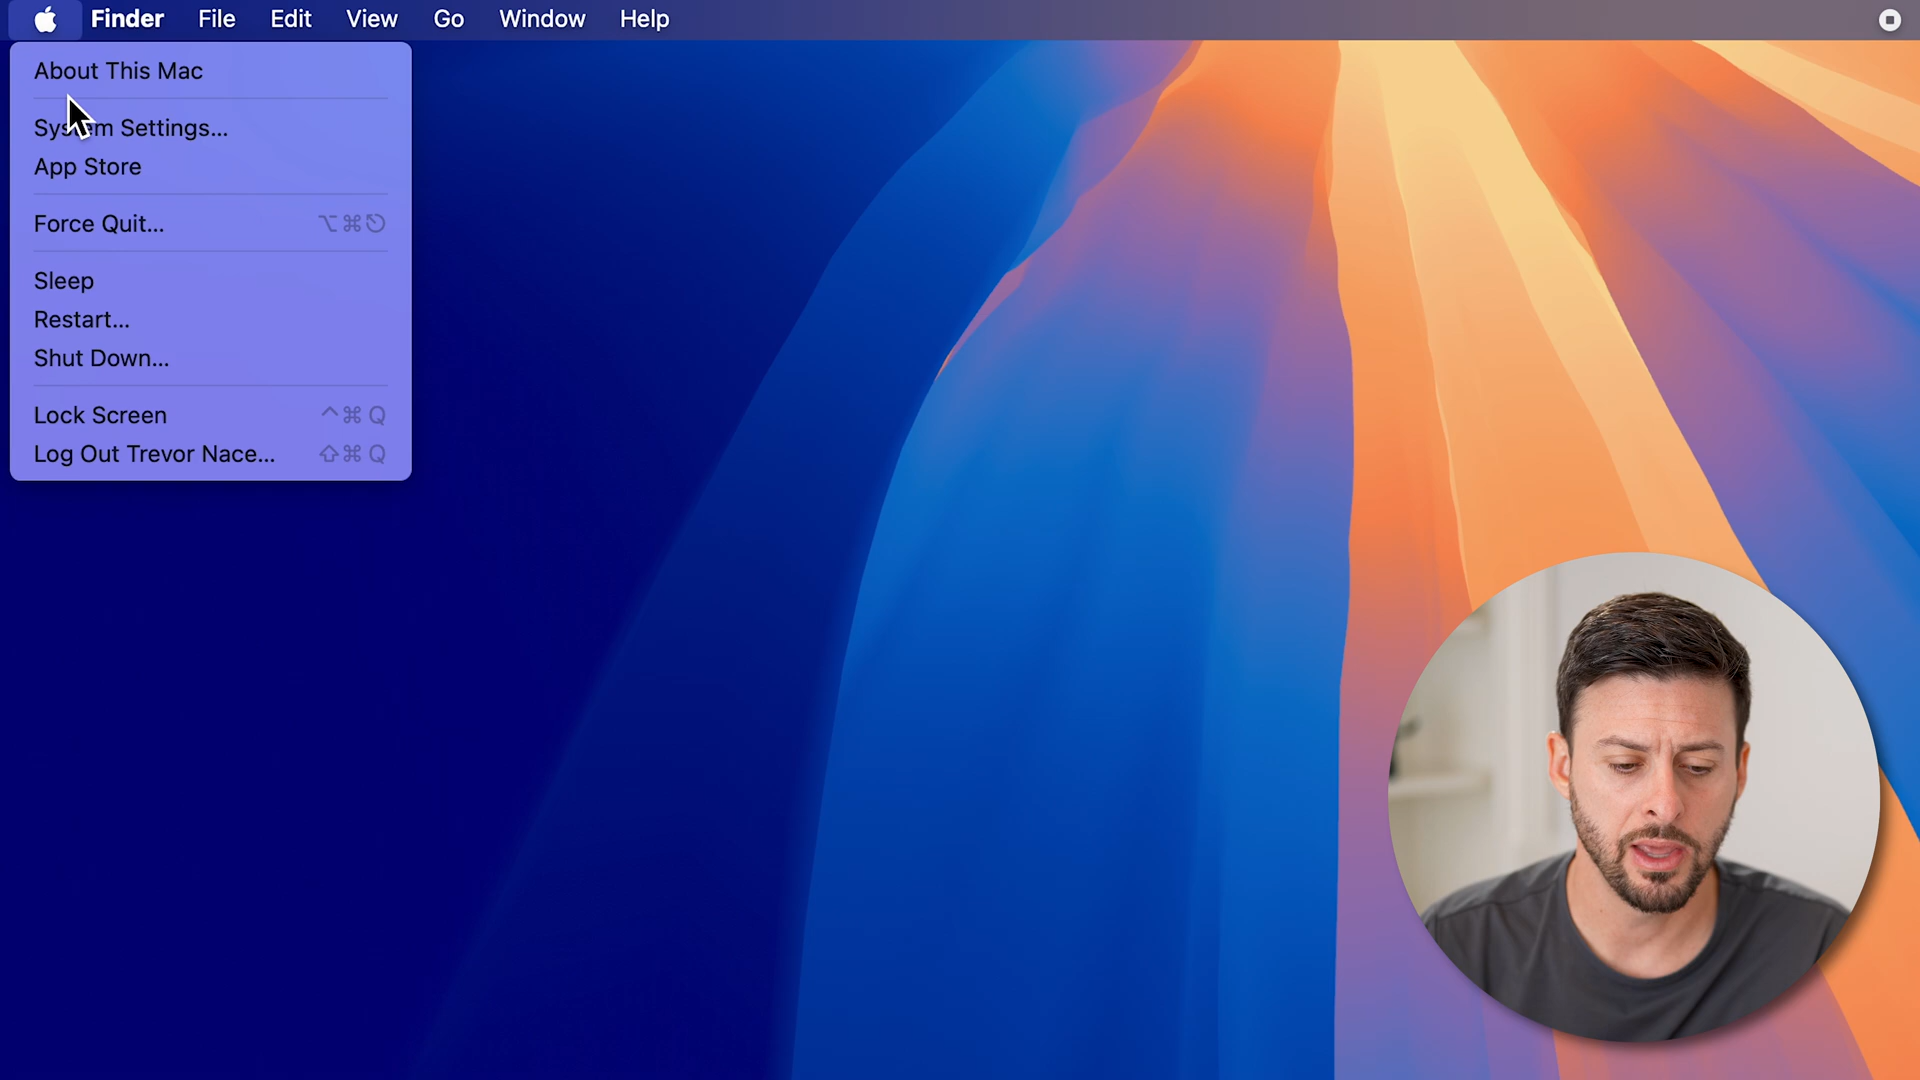 Finder File Edit View Go Window Help
About This Mac
System Settings...
App Store
Force Quit... ⌥⌘⎋
Sleep
Restart...
Shut Down...
Lock Screen ^⌘Q
Log Out Trevor Nace... ⇧⌘Q